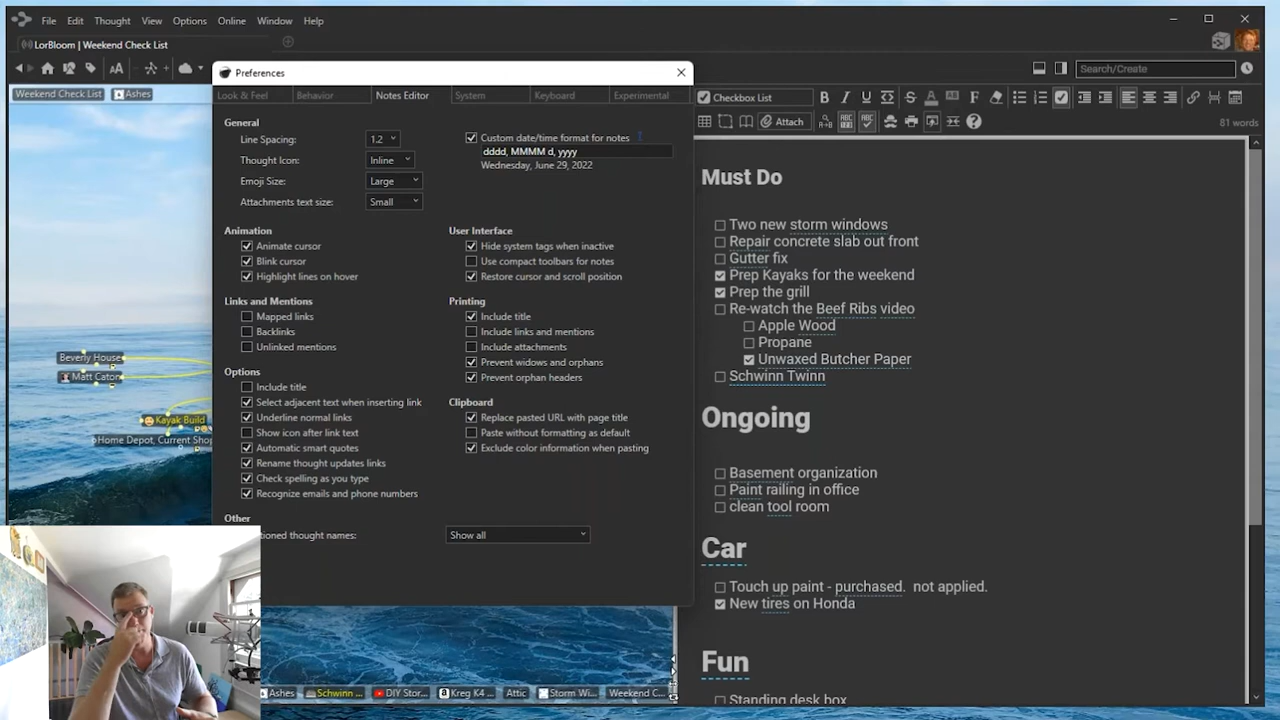 File Edit Thought View Options Online Window Help
LorBloom | Weekend Check List
AA
Search/Create
Weekend Check List
Ashes
Preferences
Look & Feel Behavior Notes Editor System Keyboard Experimental
General
Line Spacing: 1.2
Thought Icon: Inline
Emoji Size: Large
Attachments text size: Small
Custom date/time format for notes
dddd, MMMM d, yyyy
Wednesday, June 29, 2022
Animation
Animate cursor
Blink cursor
Highlight lines on hover
User Interface
Hide system tags when inactive
Use compact toolbars for notes
Restore cursor and scroll position
Links and Mentions
Mapped links
Backlinks
Unlinked mentions
Printing
Include title
Include links and mentions
Include attachments
Prevent widows and orphans
Prevent orphan headers
Options
Include title
Select adjacent text when inserting link
Underline normal links
Show icon after link text
Automatic smart quotes
Rename thought updates links
Check spelling as you type
Recognize emails and phone numbers
Clipboard
Replace pasted URL with page title
Paste without formatting as default
Exclude color information when pasting
Other
tioned thought names: Show all
Beverly House
Matt Caton
Kayak Build
Home Depot, Current Shop
Ashes Schwinn ... DIY Stor... Kreg K4 ... Attic Storm Wi... Weekend C...
Checkbox List B I U S A F
Attach
81 words
Must Do
Two new storm windows
Repair concrete slab out front
Gutter fix
Prep Kayaks for the weekend
Prep the grill
Re-watch the Beef Ribs video
Apple Wood
Propane
Unwaxed Butcher Paper
Schwinn Twinn
Ongoing
Basement organization
Paint railing in office
clean tool room
Car
Touch up paint - purchased. not applied.
New tires on Honda
Fun
Standing desk box